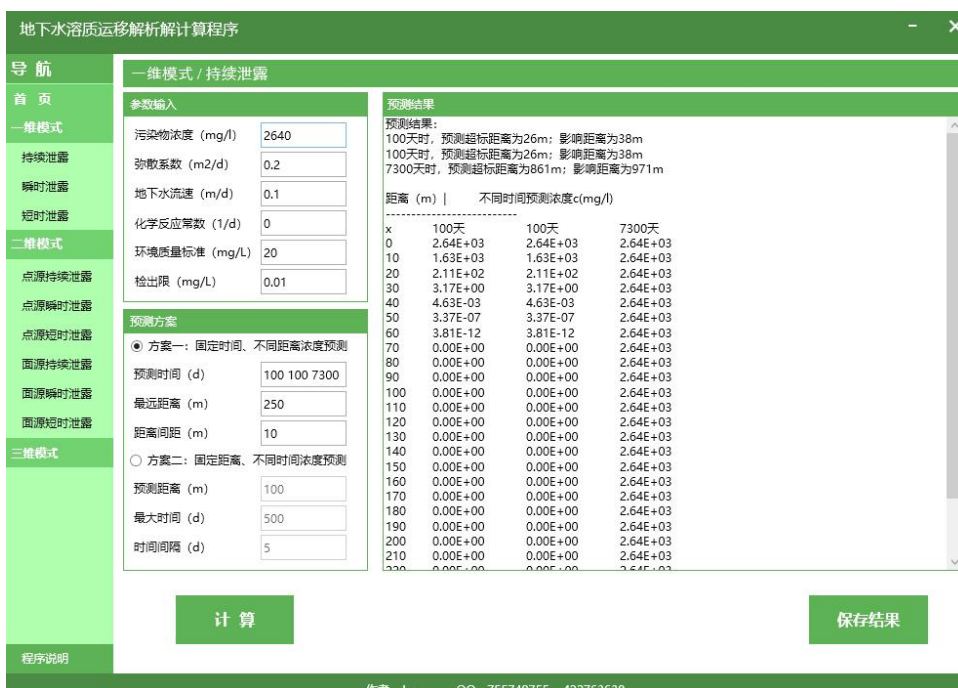 地下水溶质运移解析解计算程序
导 航
首 页
一维模式
持续泄露
瞬时泄露
短时泄露
二维模式
点源持续泄露
点源瞬时泄露
点源短时泄露
面源持续泄露
面源瞬时泄露
面源短时泄露
三维模式
程序说明
一维模式 / 持续泄露
参数输入
污染物浓度 (mg/l) 2640
弥散系数 (m2/d) 0.2
地下水流速 (m/d) 0.1
化学反应常数 (1/d) 0
环境质量标准 (mg/L) 20
检出限 (mg/L) 0.01
预测方案
方案一：固定时间、不同距离浓度预测
预测时间 (d) 100 100 7300
最远距离 (m) 250
距离间距 (m) 10
方案二：固定距离、不同时间浓度预测
预测距离 (m) 100
最大时间 (d) 500
时间间隔 (d) 5
计 算
预测结果
预测结果：
100天时，预测超标距离为26m；影响距离为38m
100天时，预测超标距离为26m；影响距离为38m
7300天时，预测超标距离为861m；影响距离为971m
距离 (m) | 不同时间预测浓度c(mg/l)
------------------------
x 100天 100天 7300天
0 2.64E+03 2.64E+03 2.64E+03
10 1.63E+03 1.63E+03 2.64E+03
20 2.11E+02 2.11E+02 2.64E+03
30 3.17E+00 3.17E+00 2.64E+03
40 4.63E-03 4.63E-03 2.64E+03
50 3.37E-07 3.37E-07 2.64E+03
60 3.81E-12 3.81E-12 2.64E+03
70 0.00E+00 0.00E+00 2.64E+03
80 0.00E+00 0.00E+00 2.64E+03
90 0.00E+00 0.00E+00 2.64E+03
100 0.00E+00 0.00E+00 2.64E+03
110 0.00E+00 0.00E+00 2.64E+03
120 0.00E+00 0.00E+00 2.64E+03
130 0.00E+00 0.00E+00 2.64E+03
140 0.00E+00 0.00E+00 2.64E+03
150 0.00E+00 0.00E+00 2.64E+03
160 0.00E+00 0.00E+00 2.64E+03
170 0.00E+00 0.00E+00 2.64E+03
180 0.00E+00 0.00E+00 2.64E+03
190 0.00E+00 0.00E+00 2.64E+03
200 0.00E+00 0.00E+00 2.64E+03
210 0.00E+00 0.00E+00 2.64E+03
保存结果